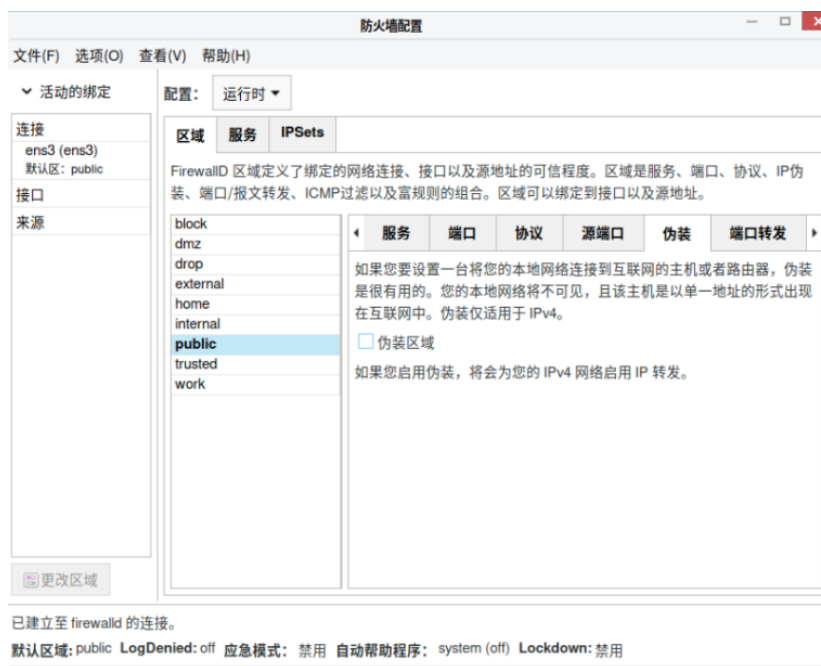 防火墙配置
文件(F) 选项(O) 查看(V) 帮助(H)
活动的绑定
连接
ens3 (ens3)
默认区: public
接口
来源
更改区域
配置: 运行时
区域 服务 IPSets
FirewallD 区域定义了绑定的网络连接、接口以及源地址的可信程度。区域是服务、端口、协议、IP伪
装、端口/报文转发、ICMP过滤以及富规则的组合。区域可以绑定到接口以及源地址。
block
dmz
drop
external
home
internal
public
trusted
work
服务 端口 协议 源端口 伪装 端口转发
如果您要设置一台将您的本地网络连接到互联网的主机或者路由器，伪装
是很有用的。您的本地网络将不可见，且该主机是以单一地址的形式出现
在互联网中。伪装仅适用于 IPv4。
伪装区域
如果您启用伪装，将会为您的 IPv4 网络启用 IP 转发。
已建立至 firewalld 的连接。
默认区域: public LogDenied: off 应急模式： 禁用 自动帮助程序： system (off) Lockdown: 禁用